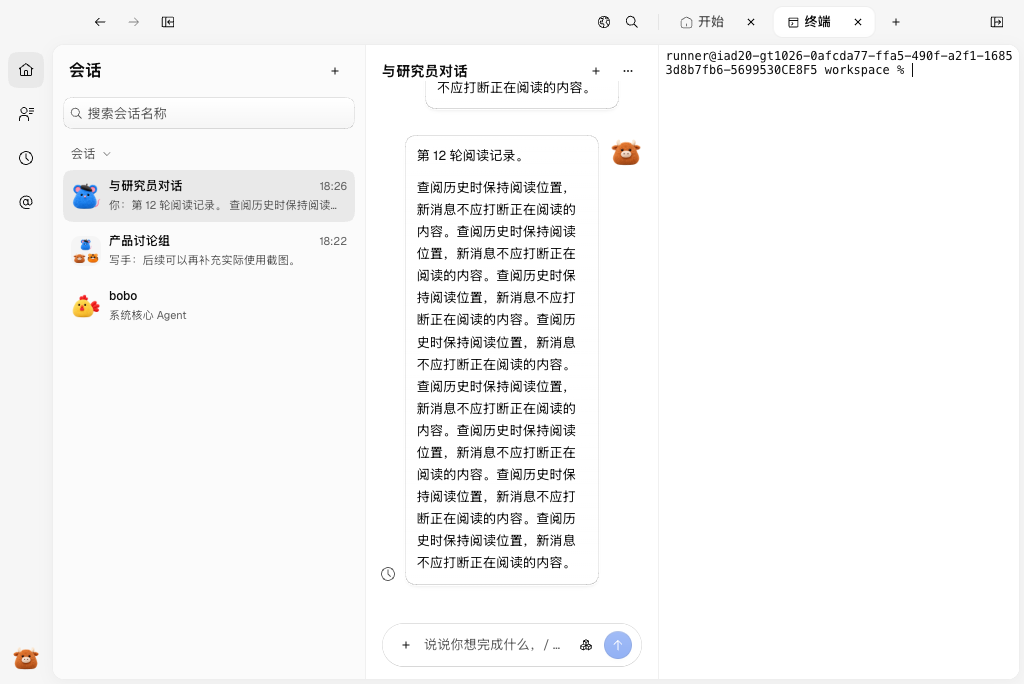 开始
终端
会话
搜索会话名称
会话
与研究员对话 18:26
你：第 12 轮阅读记录。 查阅历史时保持阅读…
产品讨论组 18:22
写手：后续可以再补充实际使用截图。
bobo
系统核心 Agent
与研究员对话
不应打断正在阅读的内容。
第 12 轮阅读记录。
查阅历史时保持阅读位置，
新消息不应打断正在阅读的
内容。查阅历史时保持阅读
位置，新消息不应打断正在
阅读的内容。查阅历史时保
持阅读位置，新消息不应打
断正在阅读的内容。查阅历
史时保持阅读位置，新消息
不应打断正在阅读的内容。
查阅历史时保持阅读位置，
新消息不应打断正在阅读的
内容。查阅历史时保持阅读
位置，新消息不应打断正在
阅读的内容。查阅历史时保
持阅读位置，新消息不应打
断正在阅读的内容。查阅历
史时保持阅读位置，新消息
不应打断正在阅读的内容。
说说你想完成什么，/ …
runner@iad20-gt1026-0afcda77-ffa5-490f-a2f1-1685
3d8b7fb6-5699530CE8F5 workspace %